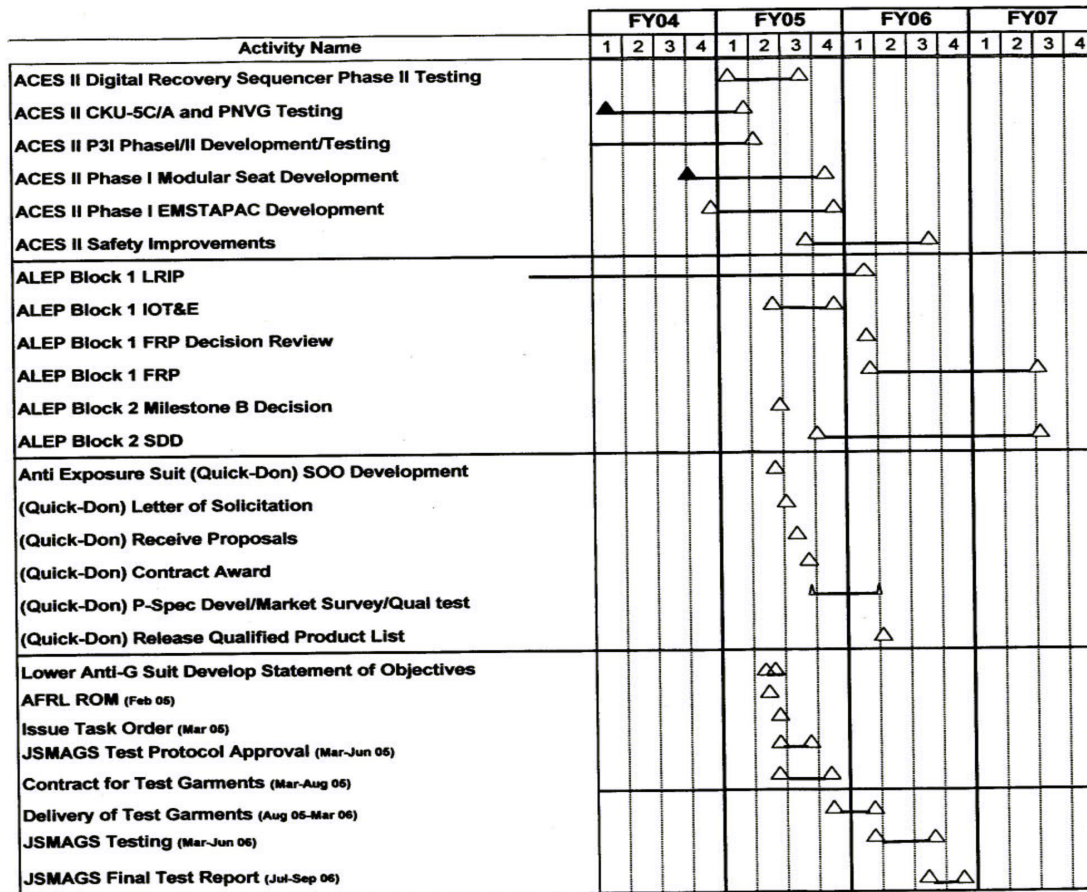 FY04 FY05 FY06 FY07
Activity Name 1 2 3 4 1 2 3 4 1 2 3 4 1 2 3 4
ACES II Digital Recovery Sequencer Phase II Testing
ACES II CKU-5C/A and PNVG Testing
ACES II P3I PhaseI/II Development/Testing
ACES II Phase I Modular Seat Development
ACES II Phase I EMSTAPAC Development
ACES II Safety Improvements
ALEP Block 1 LRIP
ALEP Block 1 IOT&E
ALEP Block 1 FRP Decision Review
ALEP Block 1 FRP
ALEP Block 2 Milestone B Decision
ALEP Block 2 SDD
Anti Exposure Suit (Quick-Don) SOO Development
(Quick-Don) Letter of Solicitation
(Quick-Don) Receive Proposals
(Quick-Don) Contract Award
(Quick-Don) P-Spec Devel/Market Survey/Qual test
(Quick-Don) Release Qualified Product List
Lower Anti-G Suit Develop Statement of Objectives
AFRL ROM (Feb 05)
Issue Task Order (Mar 05)
JSMAGS Test Protocol Approval (Mar-Jun 05)
Contract for Test Garments (Mar-Aug 05)
Delivery of Test Garments (Aug 05-Mar 06)
JSMAGS Testing (Mar-Jun 06)
JSMAGS Final Test Report (Jul-Sep 06)